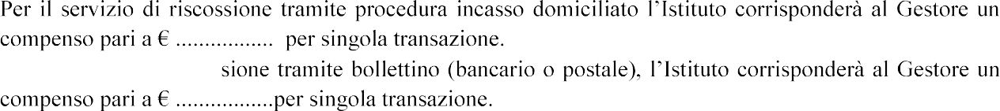 Per il servizio di riscossione tramite procedura incasso domiciliato l’Istituto corrisponderà al Gestore un
compenso pari a € ................. per singola transazione.
sione tramite bollettino (bancario o postale), l’Istituto corrisponderà al Gestore un
compenso pari a € .................per singola transazione.